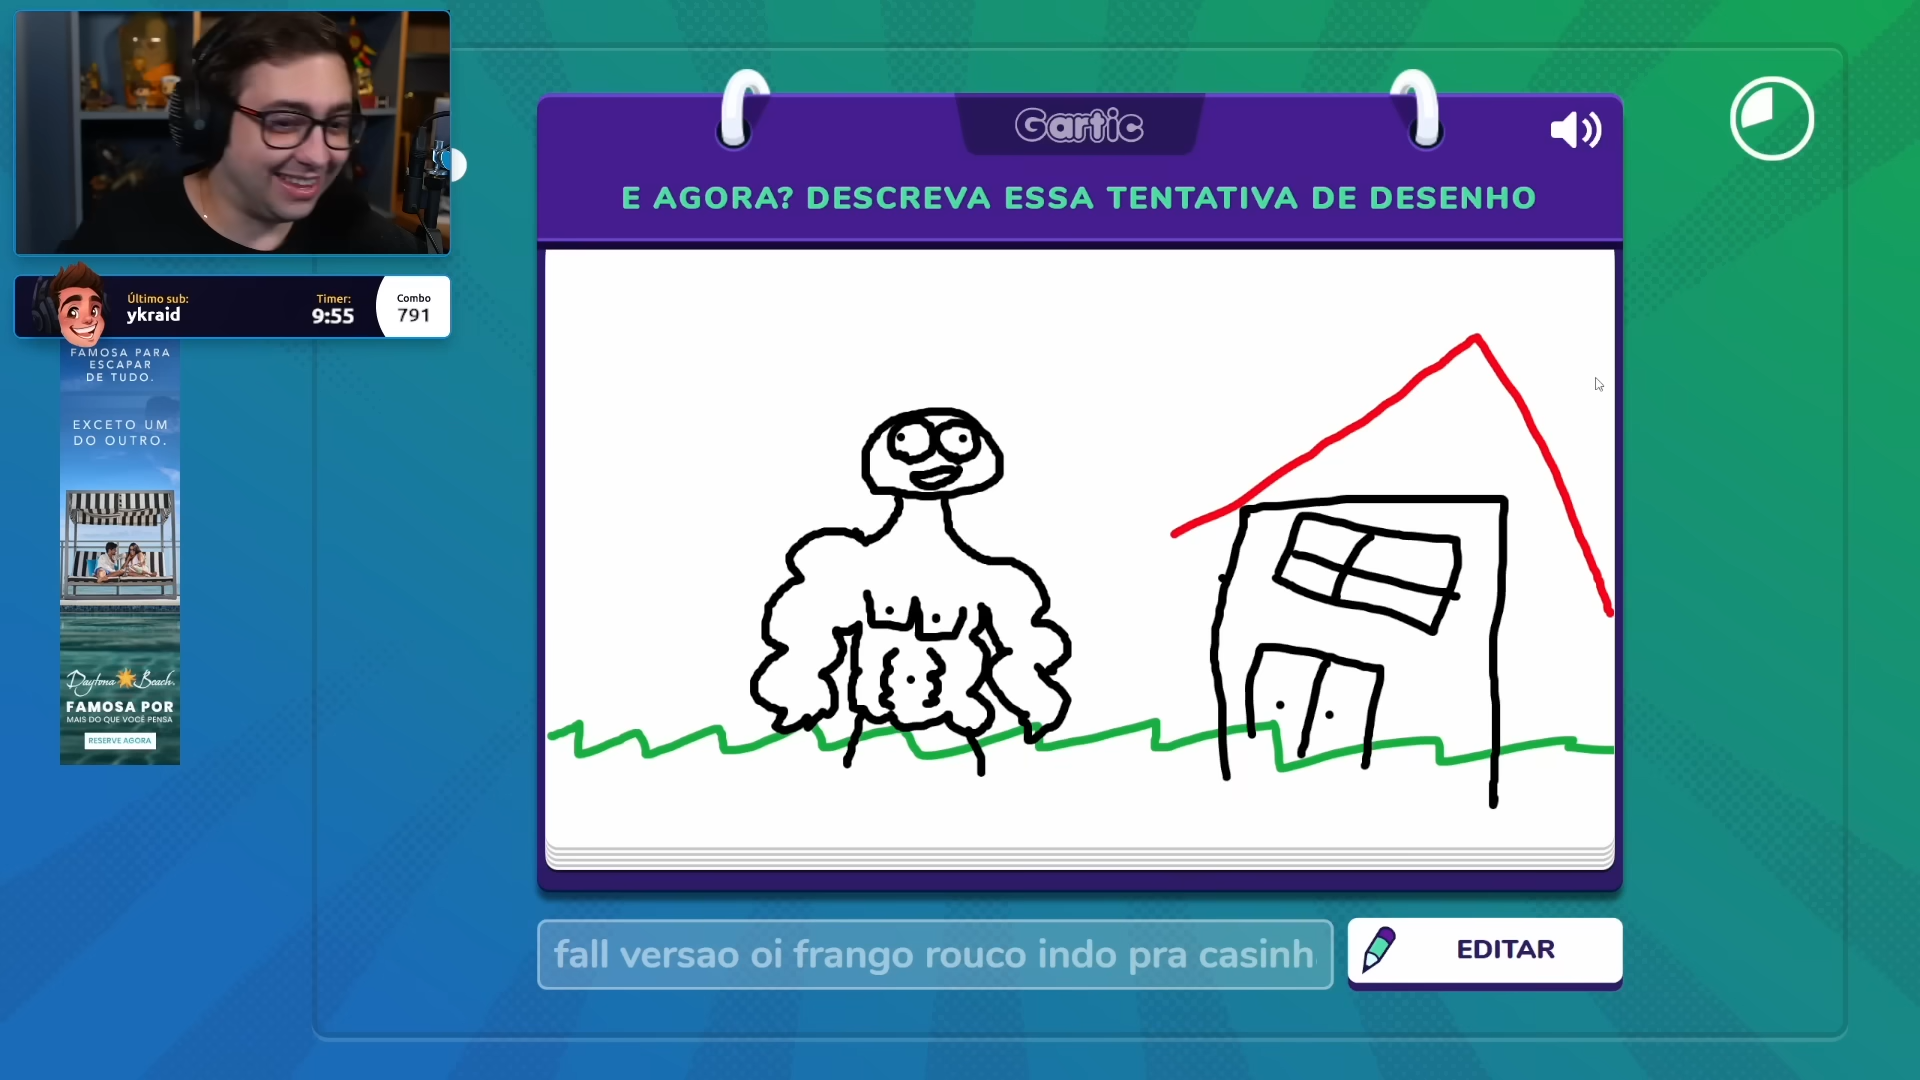 Gartic
E AGORA? DESCREVA ESSA TENTATIVA DE DESENHO
Último sub:
ykraid
Timer:
9:55
Combo
791
FAMOSA PARA
ESCAPAR
DE TUDO.
EXCETO UM
DO OUTRO.
Daytona Beach.
FAMOSA POR
MAIS DO QUE VOCÊ PENSA
RESERVE AGORA
fall versao oi frango rouco indo pra casinh
EDITAR